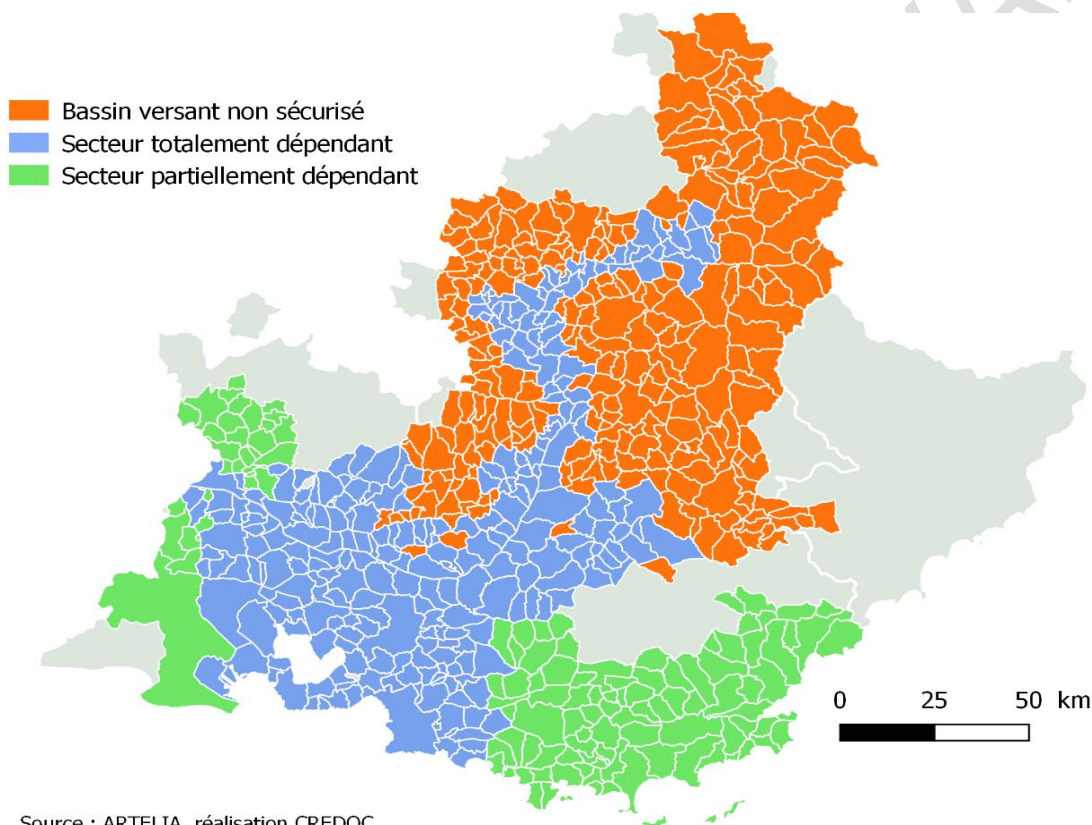 Bassin versant non sécurisé
Secteur totalement dépendant
Secteur partiellement dépendant
0 25 50 km
Source : ARTELIA, réalisation CREDOC